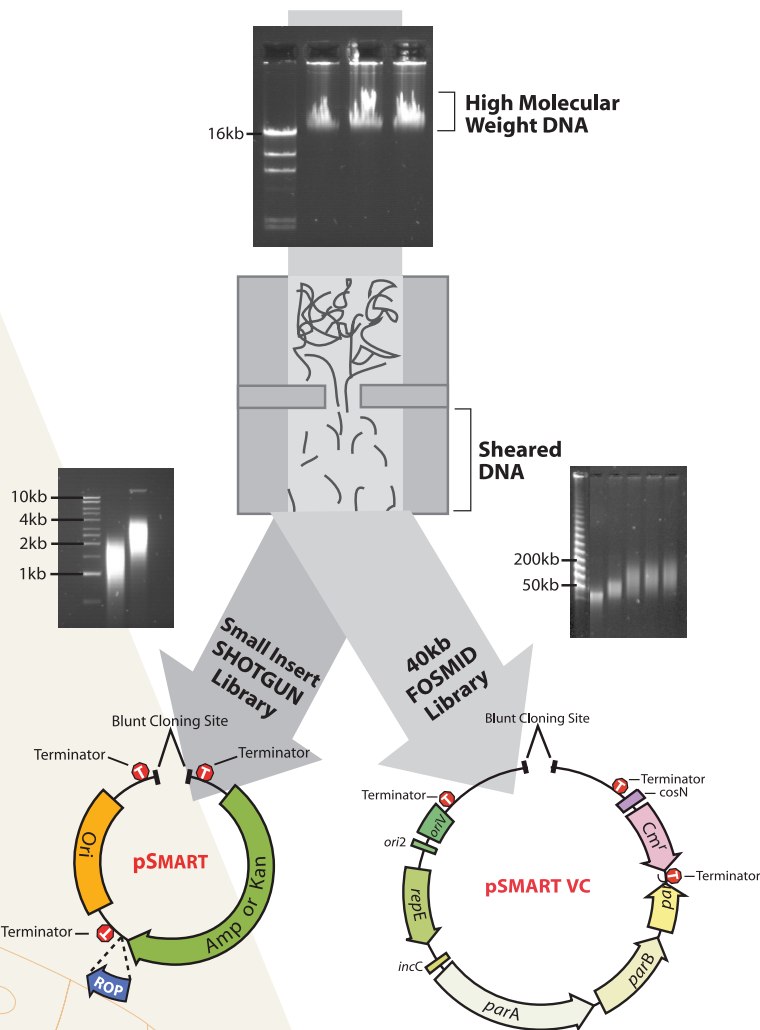 High Molecular
Weight DNA
16kb
Sheared
DNA
10kb
4kb
2kb
1kb
200kb
50kb
Small Insert
SHOTGUN
Library
40kb
FOSMID
Library
Blunt Cloning Site
Terminator
Terminator
Ori
pSMART
Amp or Kan
Terminator
ROP
Blunt Cloning Site
Terminator
Terminator
cosN
oriV
ori2
Cmr
pSMART VC
Terminator
repE
pad
incC
parB
parA